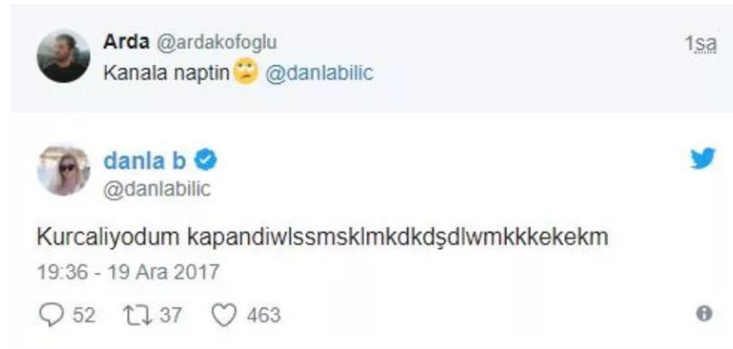 Arda @ardakofoglu 1sa
Kanala naptin🙄 @danlabilic
danla b
@danlabilic
Kurcaliyodum kapandiwlssmsklmkdkdşdlwmkkkekekm
19:36 - 19 Ara 2017
52 37 463